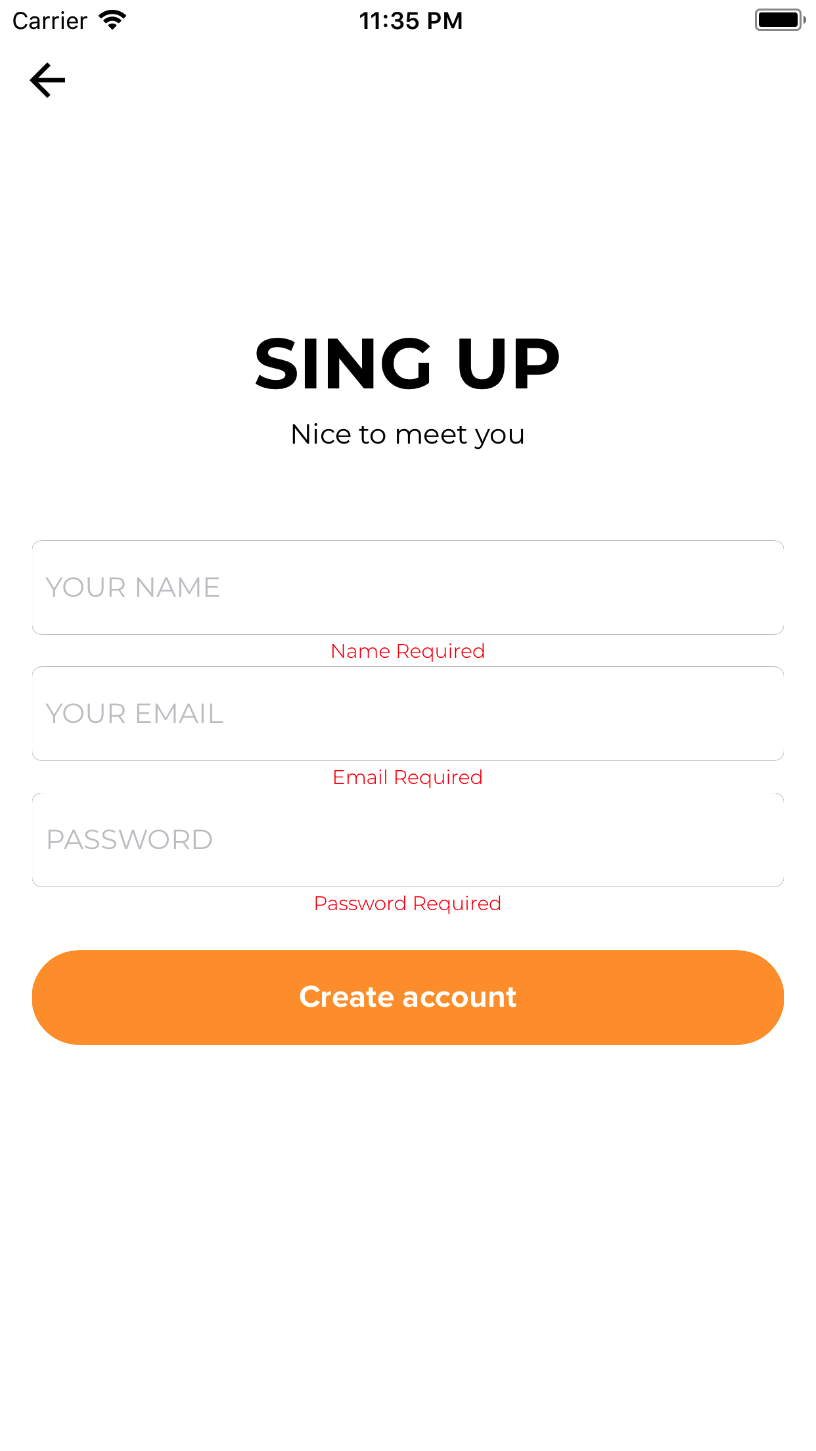 Carrier 11:35 PM
SING UP
Nice to meet you
YOUR NAME
Name Required
YOUR EMAIL
Email Required
PASSWORD
Password Required
Create account